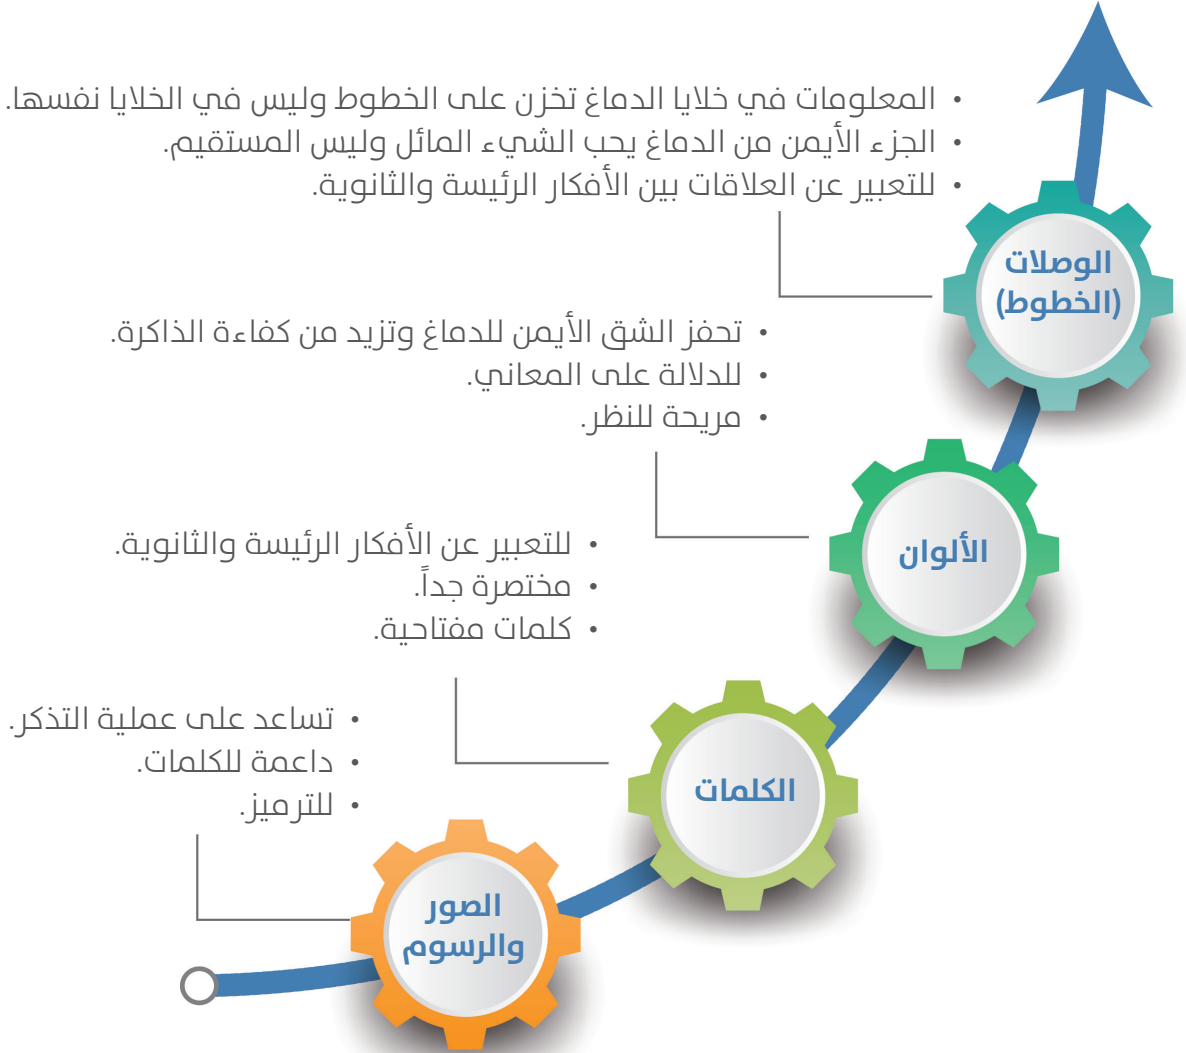 • المعلومات في خلايا الدماغ تخزن على الخطوط وليس في الخلايا نفسها.
• الجزء الأيمن من الدماغ يحب الشيء المائل وليس المستقيم.
• للتعبير عن العلاقات بين الأفكار الرئيسة والثانوية.
الوصلات
(الخطوط)
• تحفز الشق الأيمن للدماغ وتزيد من كفاءة الذاكرة.
• للدلالة على المعاني.
• مريحة للنظر.
الألوان
• للتعبير عن الأفكار الرئيسة والثانوية.
• مختصرة جداً.
• كلمات مفتاحية.
الكلمات
• تساعد على عملية التذكر.
• داعمة للكلمات.
• للترميز.
الصور
والرسوم